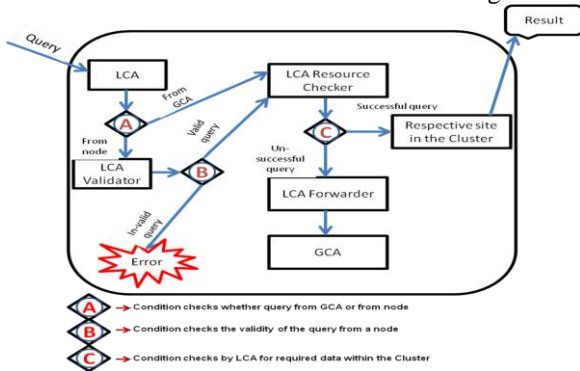 Result
Query
LCA
LCA Resource
Checker
From
GCA
Successful query
A
C
Respective site
in the Cluster
Valid
query
From
node
LCA
Validator
B
Un-
successful
query
LCA Forwarder
In-valid
query
Error
GCA
A Condition checks whether query from GCA or from node
B Condition checks the validity of the query from a node
C Condition checks by LCA for required data within the Cluster